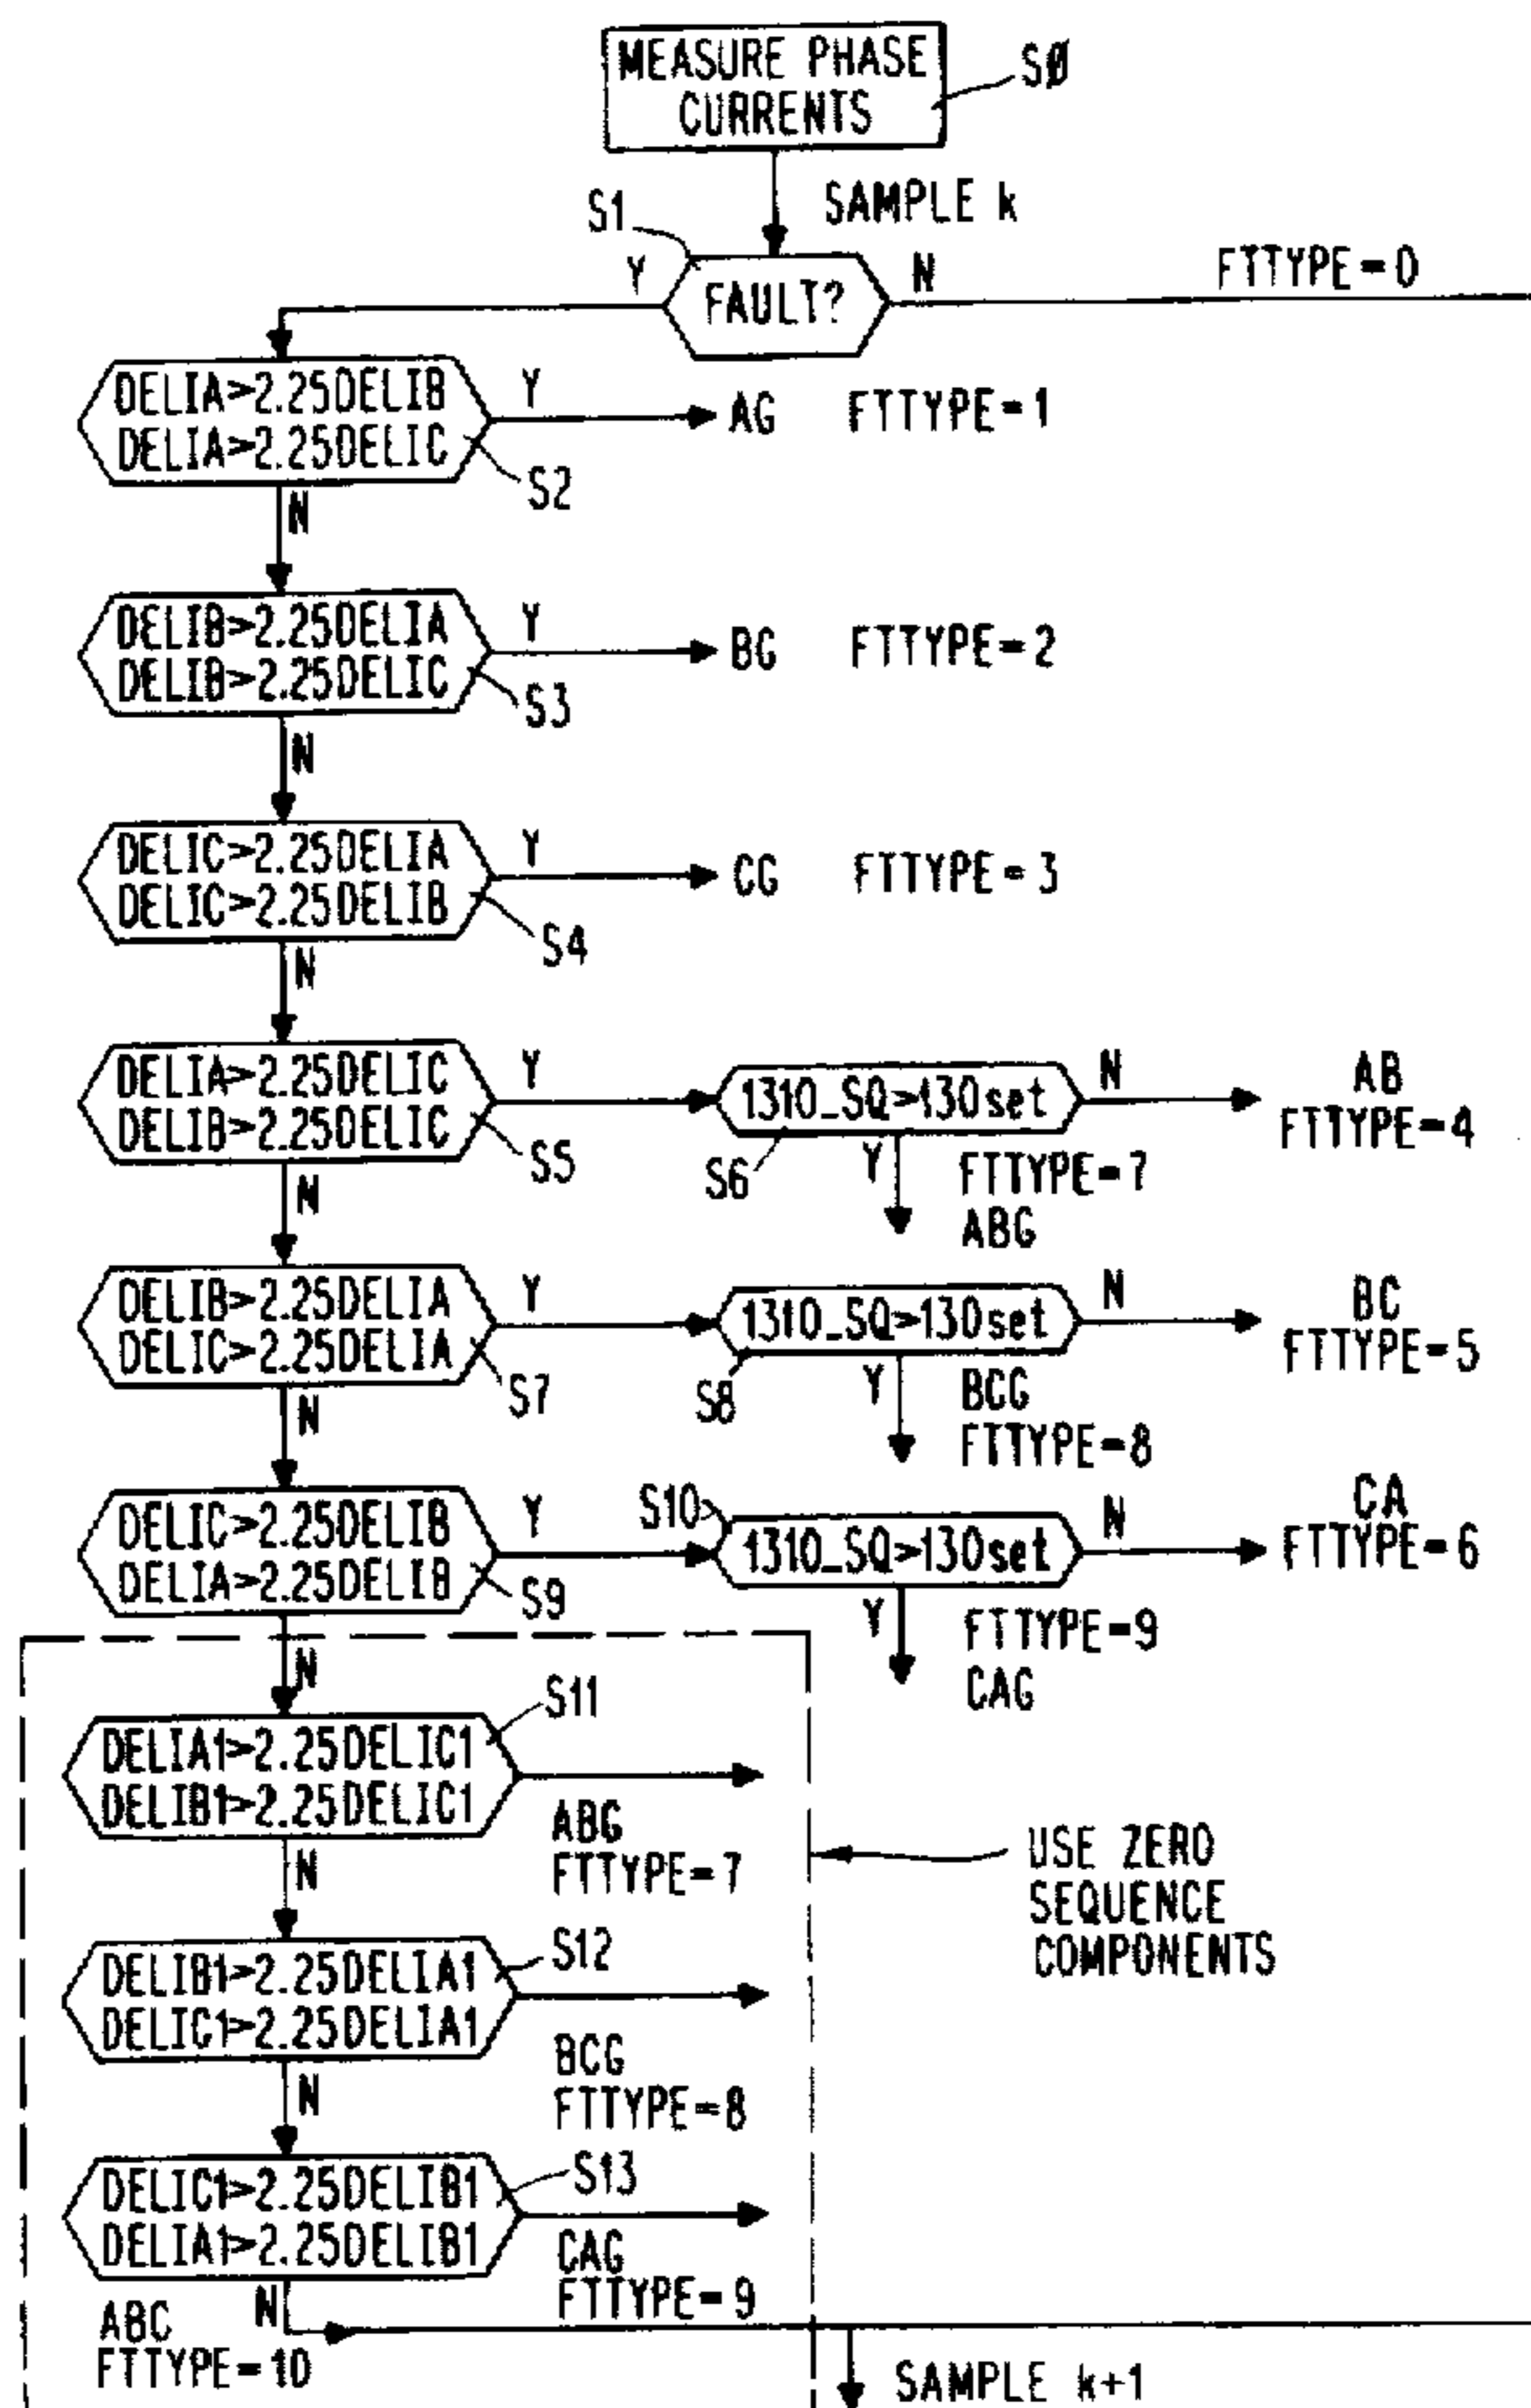 MEASURE PHASE
CURRENTS
SØ
SAMPLE k
S1
Y
N
FAULT?
FTTYPE=0
DELIA>2.25DELIB
DELIA>2.25DELIC
Y
AG
FTTYPE=1
S2
N
DELIB>2.25DELIA
DELIB>2.25DELIC
Y
BG
FTTYPE=2
S3
N
DELIC>2.25DELIA
DELIC>2.25DELIB
Y
CG
FTTYPE=3
S4
N
DELIA>2.25DELIC
DELIB>2.25DELIC
Y
S5
1310_SQ>130set
N
AB
FTTYPE=4
S6
Y
FTTYPE=7
ABG
N
DELIB>2.25DELIA
DELIC>2.25DELIA
Y
S7
1310_SQ>130set
N
BC
FTTYPE=5
S8
Y
BCG
FTTYPE=8
N
DELIC>2.25DELIB
DELIA>2.25DELIB
Y
S9
S10
1310_SQ>130set
N
CA
FTTYPE=6
Y
FTTYPE=9
CAG
N
S11
DELIA1>2.25DELIC1
DELIB1>2.25DELIC1
ABG
FTTYPE=7
USE ZERO
SEQUENCE
COMPONENTS
N
S12
DELIB1>2.25DELIA1
DELIC1>2.25DELIA1
BCG
FTTYPE=8
N
S13
DELIC1>2.25DELIB1
DELIA1>2.25DELIB1
CAG
FTTYPE=9
N
ABC
FTTYPE=10
SAMPLE k+1